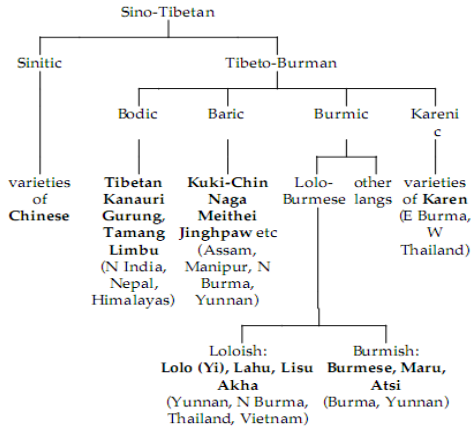 Sino-Tibetan
Sinitic
Tibeto-Burman
Bodic
Baric
Burmic
Kareni
c
varieties
of
Chinese
Tibetan
Kanauri
Gurung,
Tamang
Limbu
(N India,
Nepal,
Himalayas)
Kuki-Chin
Naga
Meithei
Jinghpaw etc
(Assam,
Manipur, N
Burma,
Yunnan)
Lolo-
Burmese
other
langs
varieties
of Karen
(E Burma,
W
Thailand)
Loloish:
Lolo (Yi), Lahu, Lisu
Akha
(Yunnan, N Burma,
Thailand, Vietnam)
Burmish:
Burmese, Maru,
Atsi
(Burma, Yunnan)